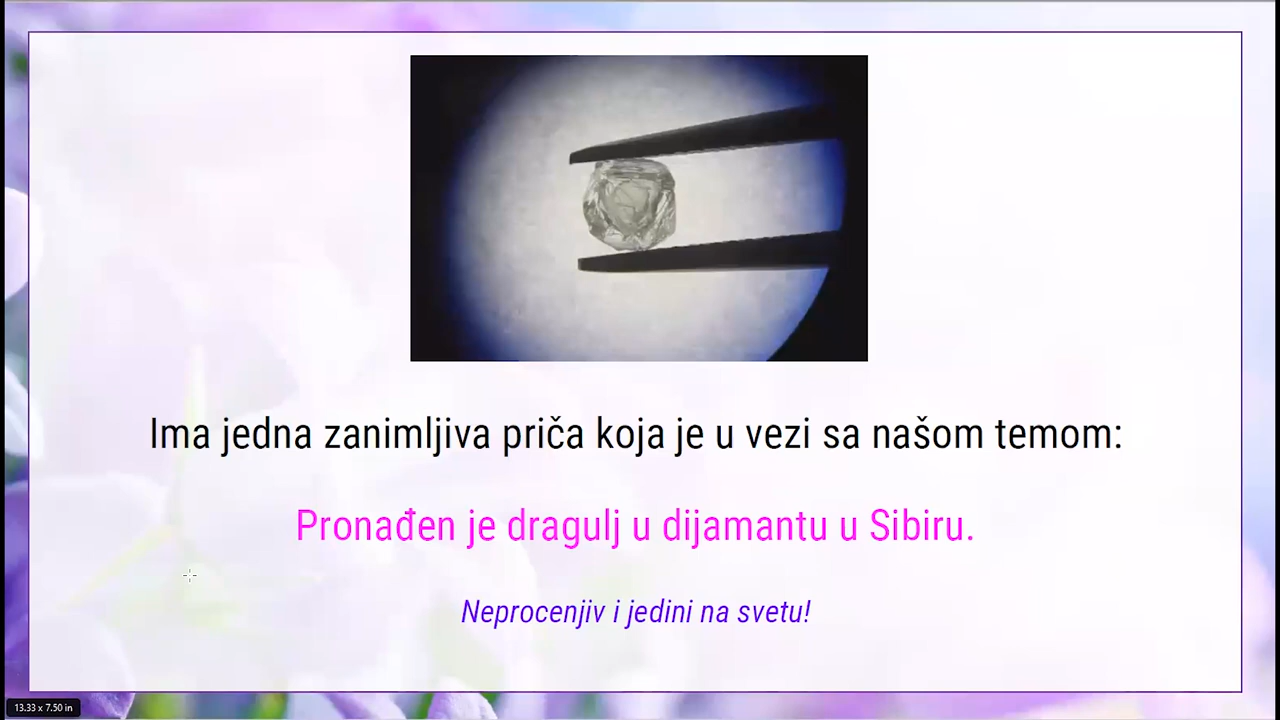 Ima jedna zanimljiva priča koja je u vezi sa našom temom:
Pronađen je dragulj u dijamantu u Sibiru.
Neprocenjiv i jedini na svetu!
13.33 x 7.50 in